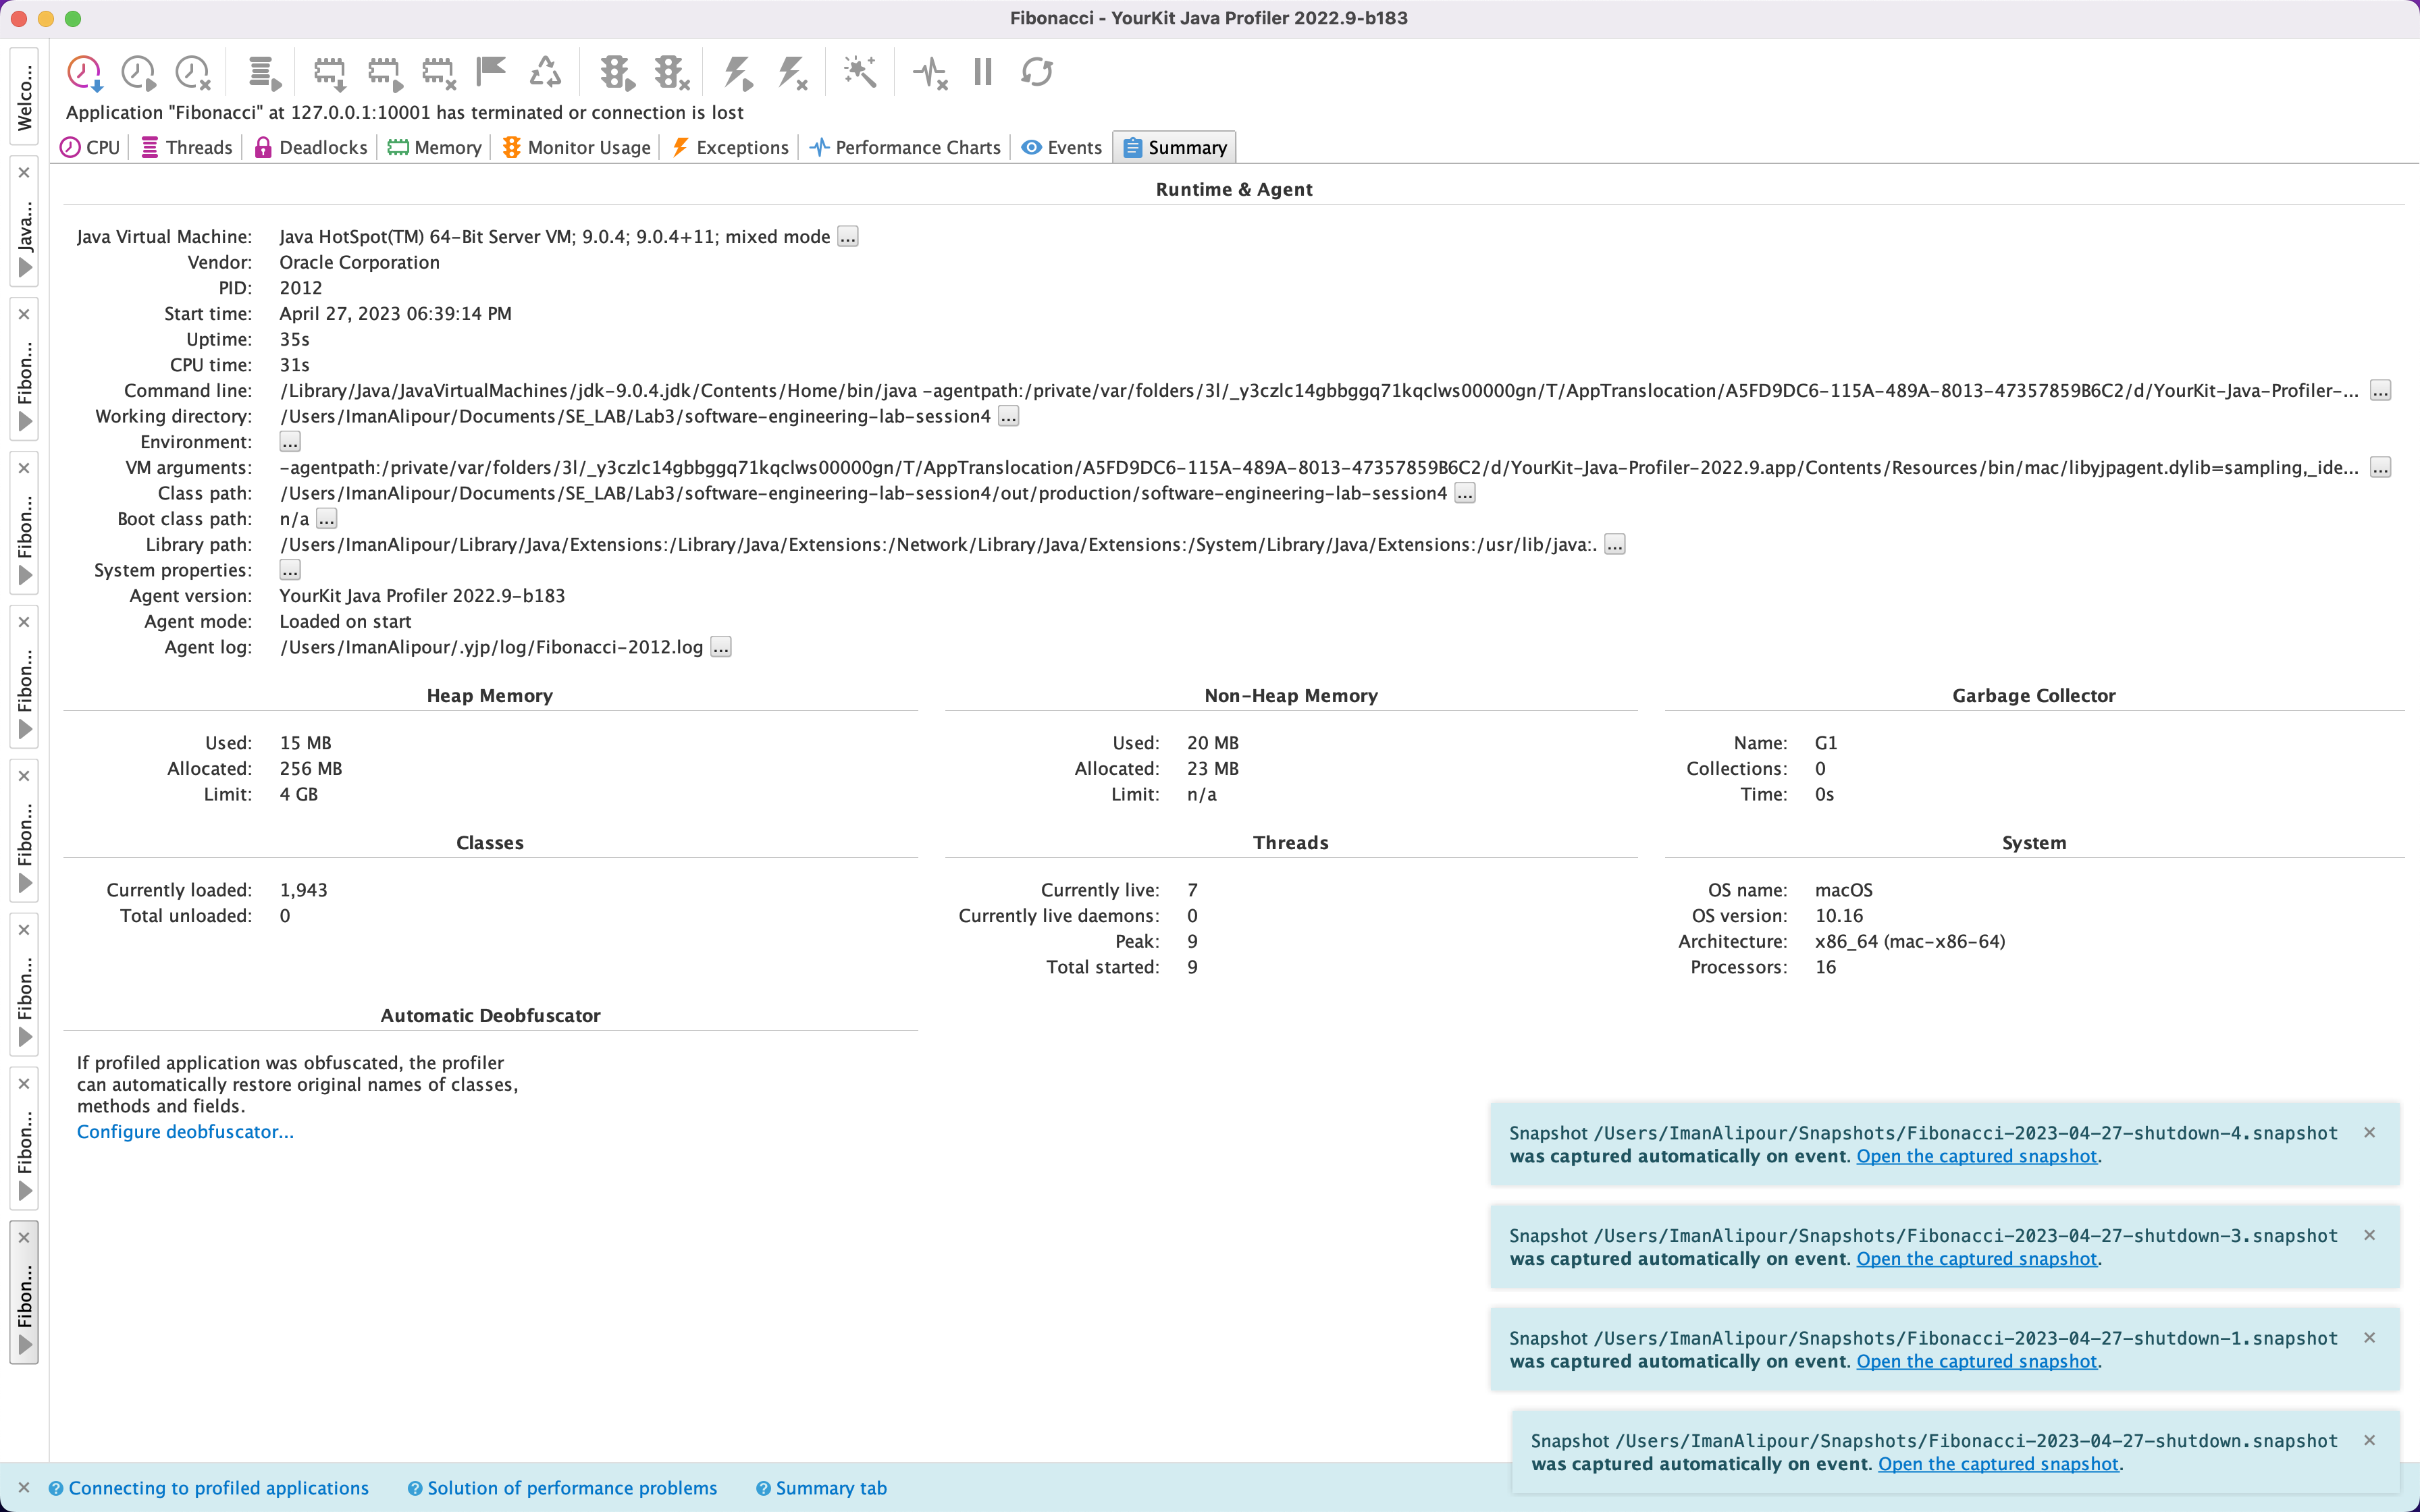 Fibonacci - YourKit Java Profiler 2022.9-b183
Application "Fibonacci" at 127.0.0.1:10001 has terminated or connection is lost
CPU Threads Deadlocks Memory Monitor Usage Exceptions Performance Charts Events Summary
Welco...
Java...
Fibon...
Fibon...
Fibon...
Fibon...
Fibon...
Fibon...
Fibon...
Runtime & Agent
Java Virtual Machine: Java HotSpot(TM) 64-Bit Server VM; 9.0.4; 9.0.4+11; mixed mode ...
Vendor: Oracle Corporation
PID: 2012
Start time: April 27, 2023 06:39:14 PM
Uptime: 35s
CPU time: 31s
Command line: /Library/Java/JavaVirtualMachines/jdk-9.0.4.jdk/Contents/Home/bin/java -agentpath:/private/var/folders/3l/_y3czlc14gbbggq71kqclws00000gn/T/AppTranslocation/A5FD9DC6-115A-489A-8013-47357859B6C2/d/YourKit-Java-Profiler-... ...
Working directory: /Users/ImanAlipour/Documents/SE_LAB/Lab3/software-engineering-lab-session4 ...
Environment: ...
VM arguments: -agentpath:/private/var/folders/3l/_y3czlc14gbbggq71kqclws00000gn/T/AppTranslocation/A5FD9DC6-115A-489A-8013-47357859B6C2/d/YourKit-Java-Profiler-2022.9.app/Contents/Resources/bin/mac/libyjpagent.dylib=sampling,_ide... ...
Class path: /Users/ImanAlipour/Documents/SE_LAB/Lab3/software-engineering-lab-session4/out/production/software-engineering-lab-session4 ...
Boot class path: n/a ...
Library path: /Users/ImanAlipour/Library/Java/Extensions:/Library/Java/Extensions:/Network/Library/Java/Extensions:/System/Library/Java/Extensions:/usr/lib/java:. ...
System properties: ...
Agent version: YourKit Java Profiler 2022.9-b183
Agent mode: Loaded on start
Agent log: /Users/ImanAlipour/.yjp/log/Fibonacci-2012.log ...
Heap Memory
Used: 15 MB
Allocated: 256 MB
Limit: 4 GB
Non-Heap Memory
Used: 20 MB
Allocated: 23 MB
Limit: n/a
Garbage Collector
Name: G1
Collections: 0
Time: 0s
Classes
Currently loaded: 1,943
Total unloaded: 0
Threads
Currently live: 7
Currently live daemons: 0
Peak: 9
Total started: 9
System
OS name: macOS
OS version: 10.16
Architecture: x86_64 (mac-x86-64)
Processors: 16
Automatic Deobfuscator
If profiled application was obfuscated, the profiler
can automatically restore original names of classes,
methods and fields.
Configure deobfuscator...
Snapshot /Users/ImanAlipour/Snapshots/Fibonacci-2023-04-27-shutdown-4.snapshot
was captured automatically on event. Open the captured snapshot.
Snapshot /Users/ImanAlipour/Snapshots/Fibonacci-2023-04-27-shutdown-3.snapshot
was captured automatically on event. Open the captured snapshot.
Snapshot /Users/ImanAlipour/Snapshots/Fibonacci-2023-04-27-shutdown-1.snapshot
was captured automatically on event. Open the captured snapshot.
Snapshot /Users/ImanAlipour/Snapshots/Fibonacci-2023-04-27-shutdown.snapshot
was captured automatically on event. Open the captured snapshot.
Connecting to profiled applications Solution of performance problems Summary tab